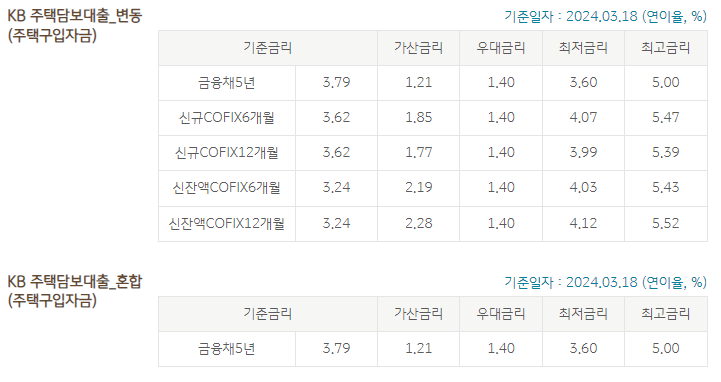 KB 주택담보대출_변동
(주택구입자금)
기준일자 : 2024.03.18 (연이율, %)
기준금리 가산금리 우대금리 최저금리 최고금리
금융채5년 3.79 1.21 1.40 3.60 5.00
신규COFIX6개월 3.62 1.85 1.40 4.07 5.47
신규COFIX12개월 3.62 1.77 1.40 3.99 5.39
신잔액COFIX6개월 3.24 2.19 1.40 4.03 5.43
신잔액COFIX12개월 3.24 2.28 1.40 4.12 5.52
KB 주택담보대출_혼합
(주택구입자금)
기준일자 : 2024.03.18 (연이율, %)
기준금리 가산금리 우대금리 최저금리 최고금리
금융채5년 3.79 1.21 1.40 3.60 5.00